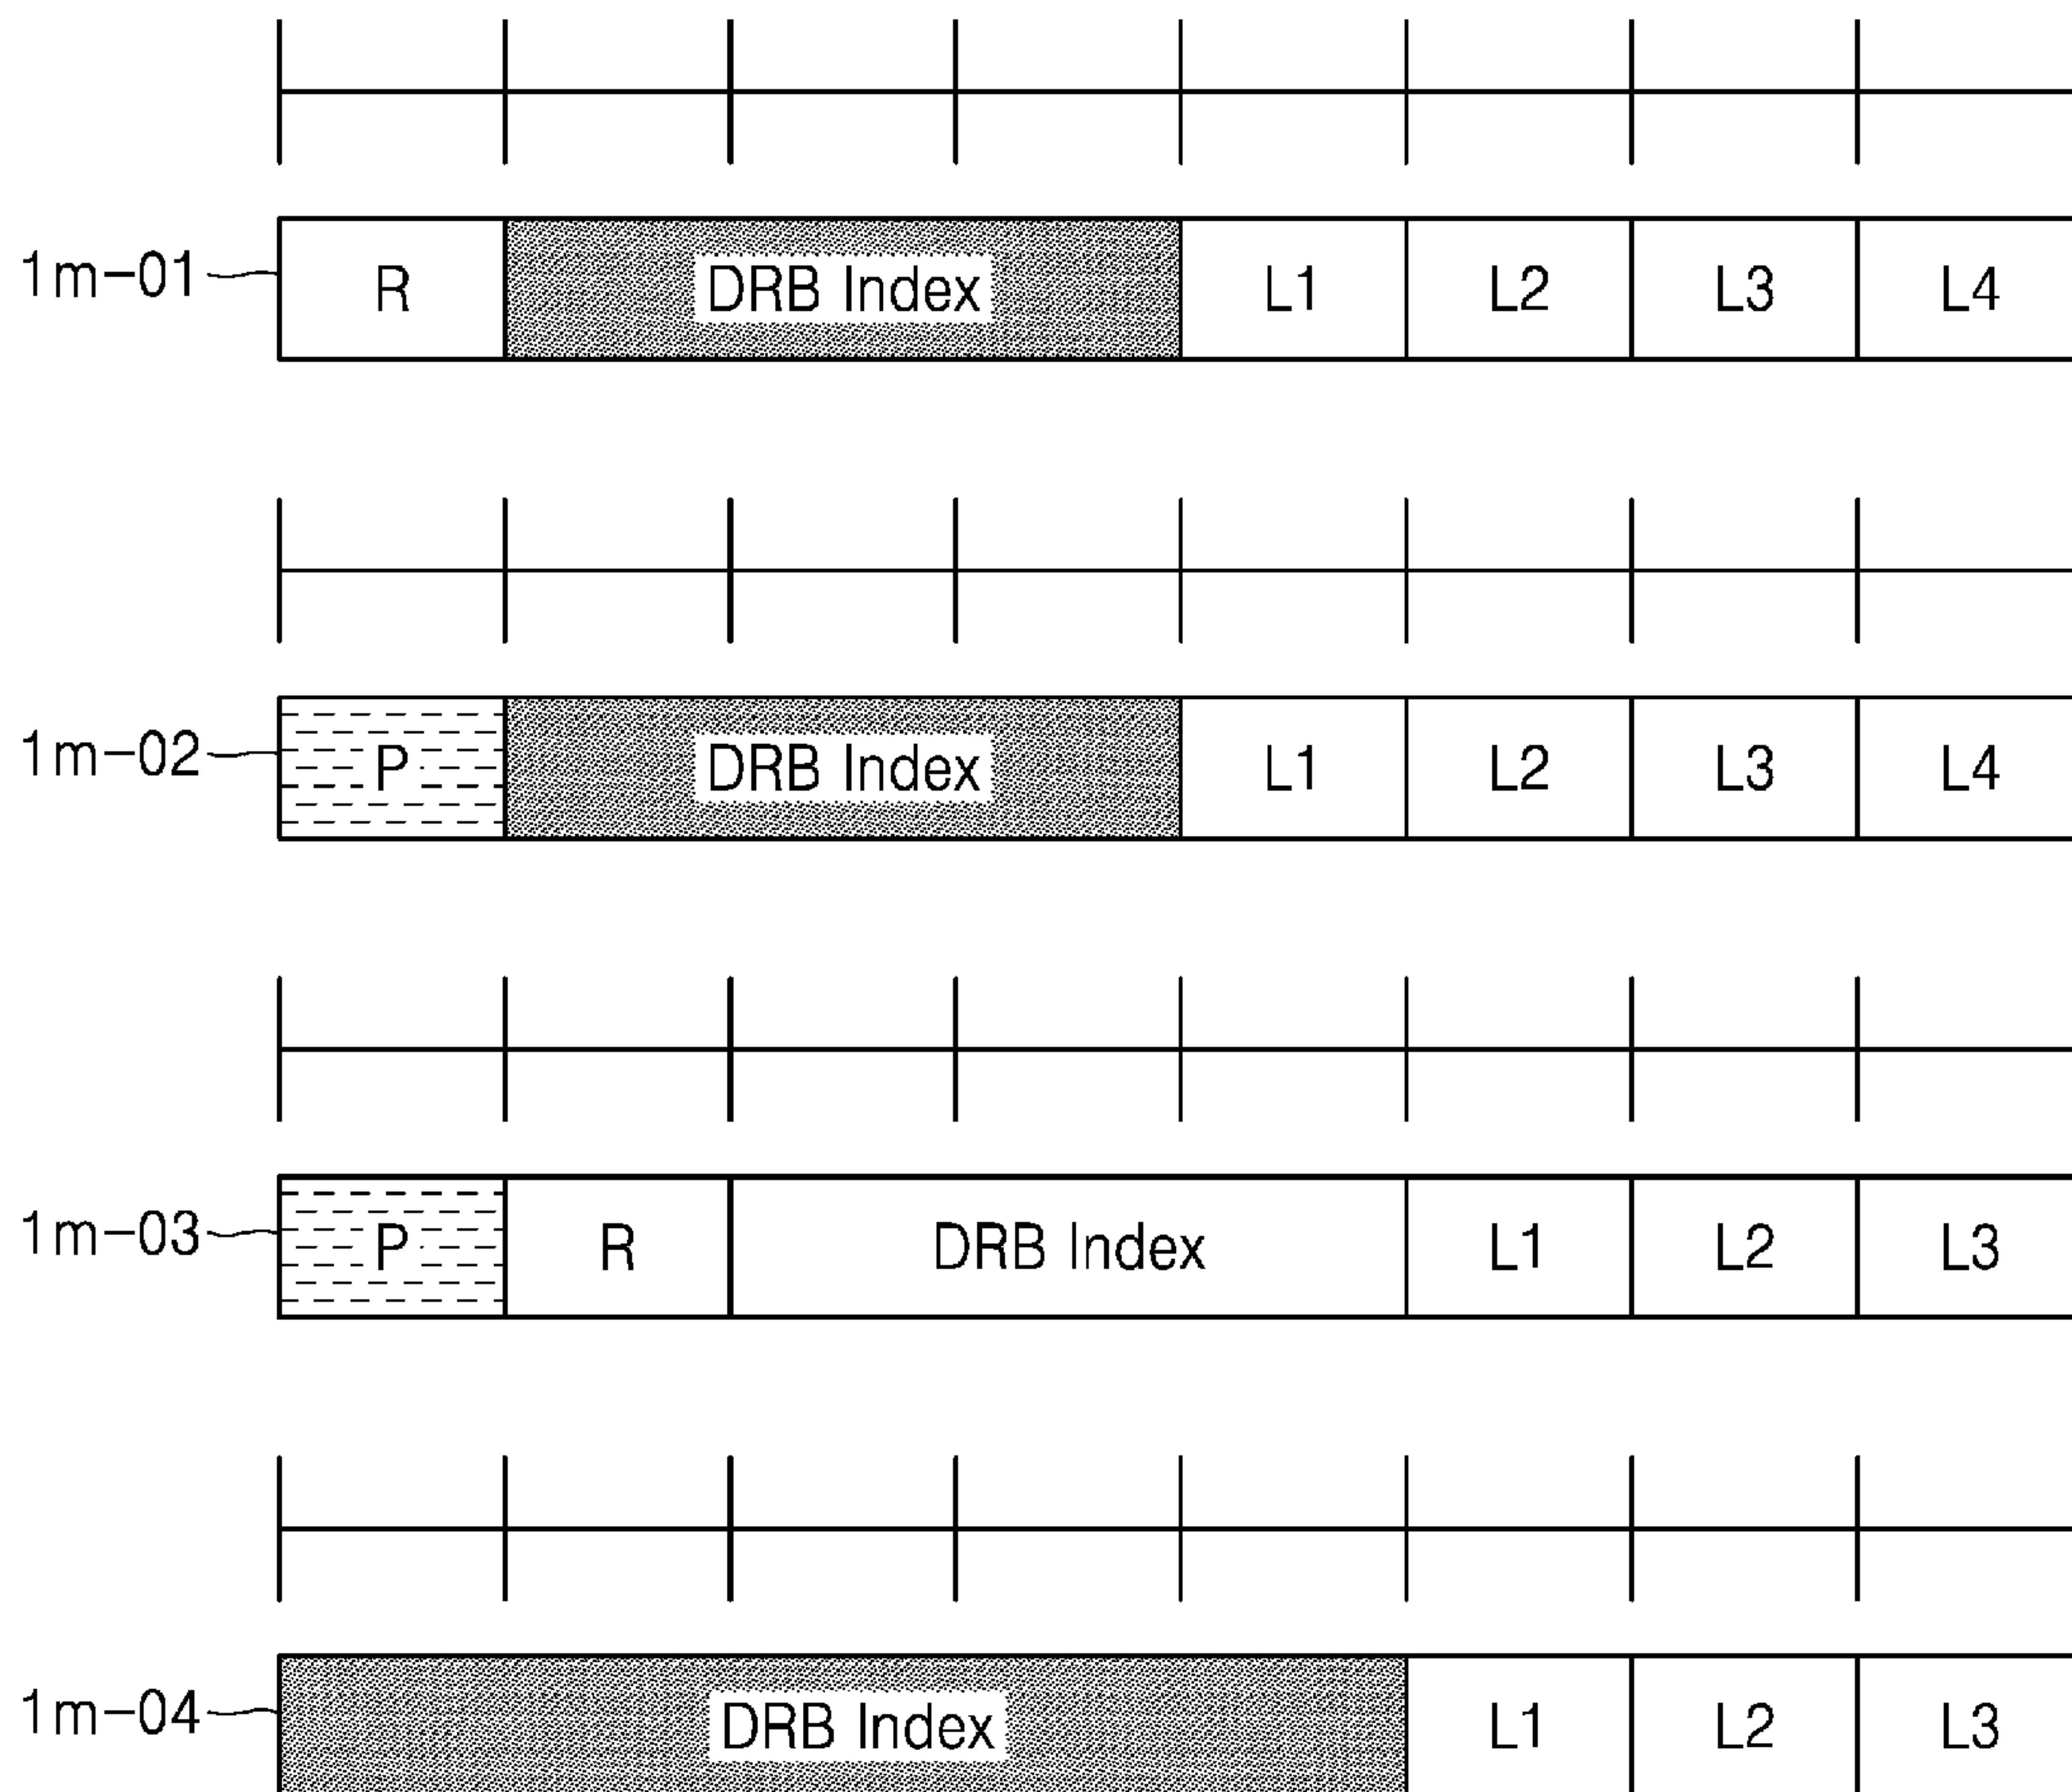 1m-01 R DRB Index L1 L2 L3 L4
1m-02 P DRB Index L1 L2 L3 L4
1m-03 P R DRB Index L1 L2 L3
1m-04 DRB Index L1 L2 L3